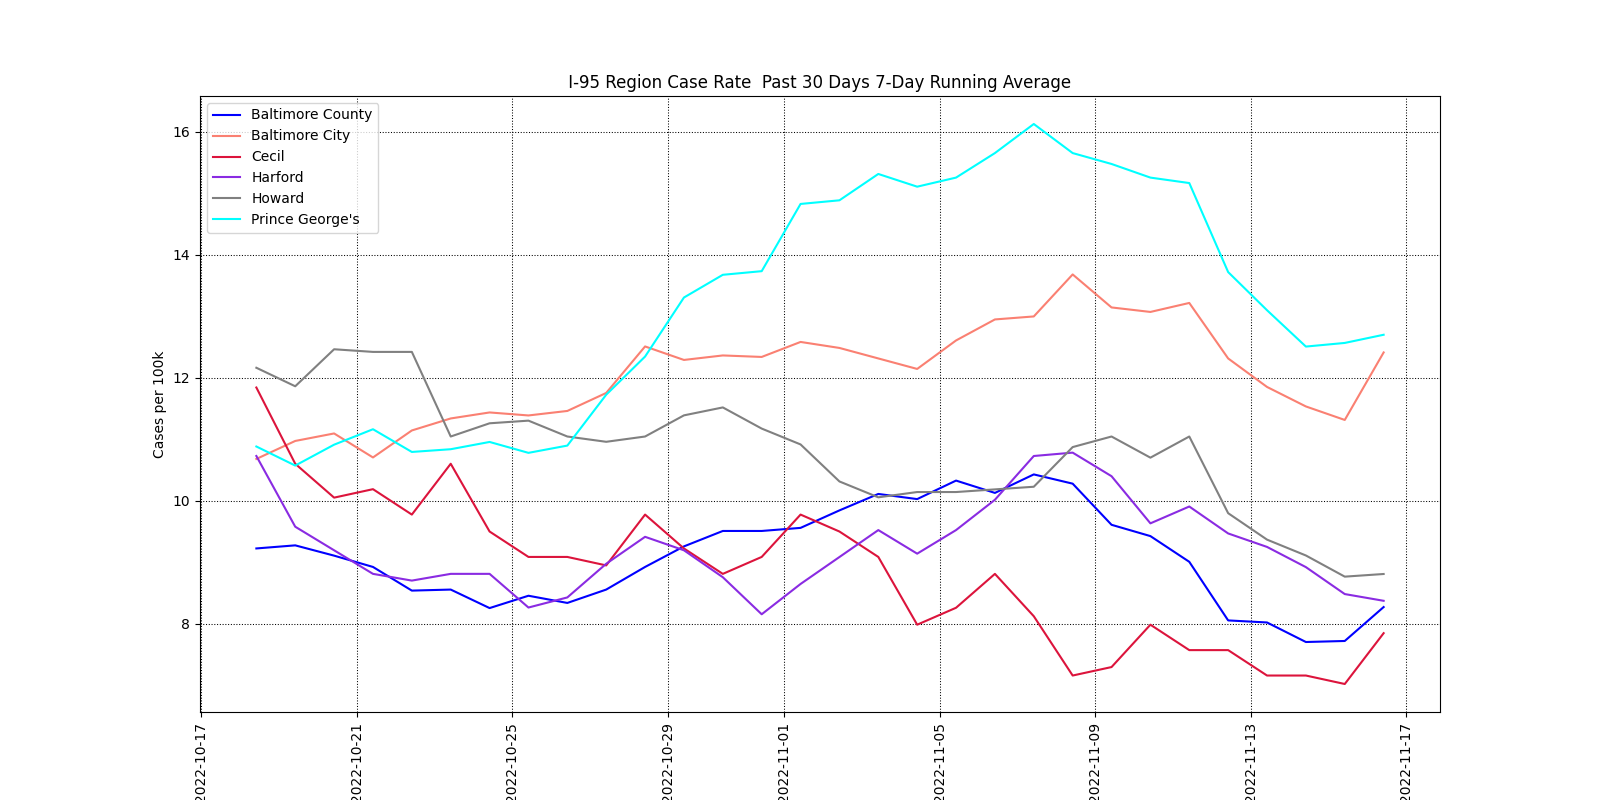 I-95 Region Case Rate  Past 30 Days 7-Day Running Average
Baltimore County
Baltimore City
Cecil
Harford
Howard
Prince George's
Cases per 100k
16
14
12
10
8
2022-10-17
2022-10-21
2022-10-25
2022-10-29
2022-11-01
2022-11-05
2022-11-09
2022-11-13
2022-11-17